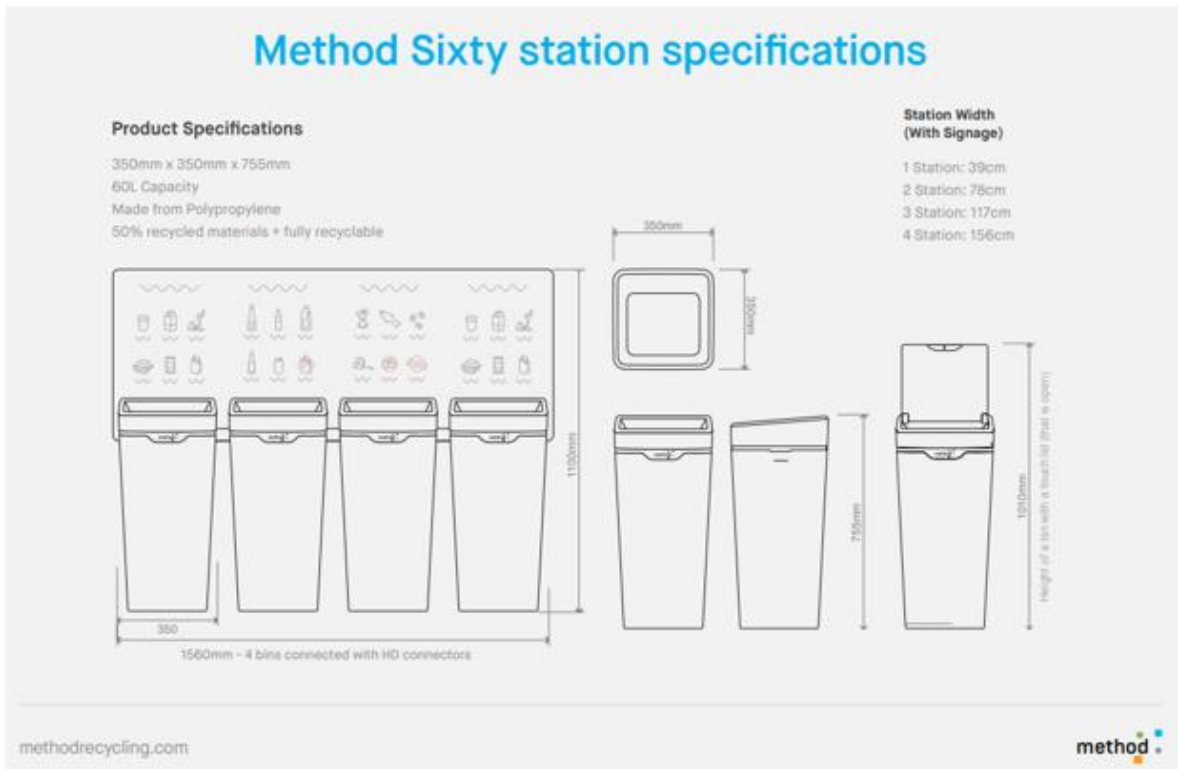 Method Sixty station specifications
Product Specifications
350mm x 350mm x 755mm
60L Capacity
Made from Polypropylene
50% recycled materials + fully recyclable
Station Width
(With Signage)
1 Station: 39cm
2 Station: 78cm
3 Station: 117cm
4 Station: 156cm
350mm
350mm
1100mm
755mm
1010mm
Height of a bin with a touch lid (that is open)
350
1560mm - 4 bins connected with HD connectors
methodrecycling.com
method